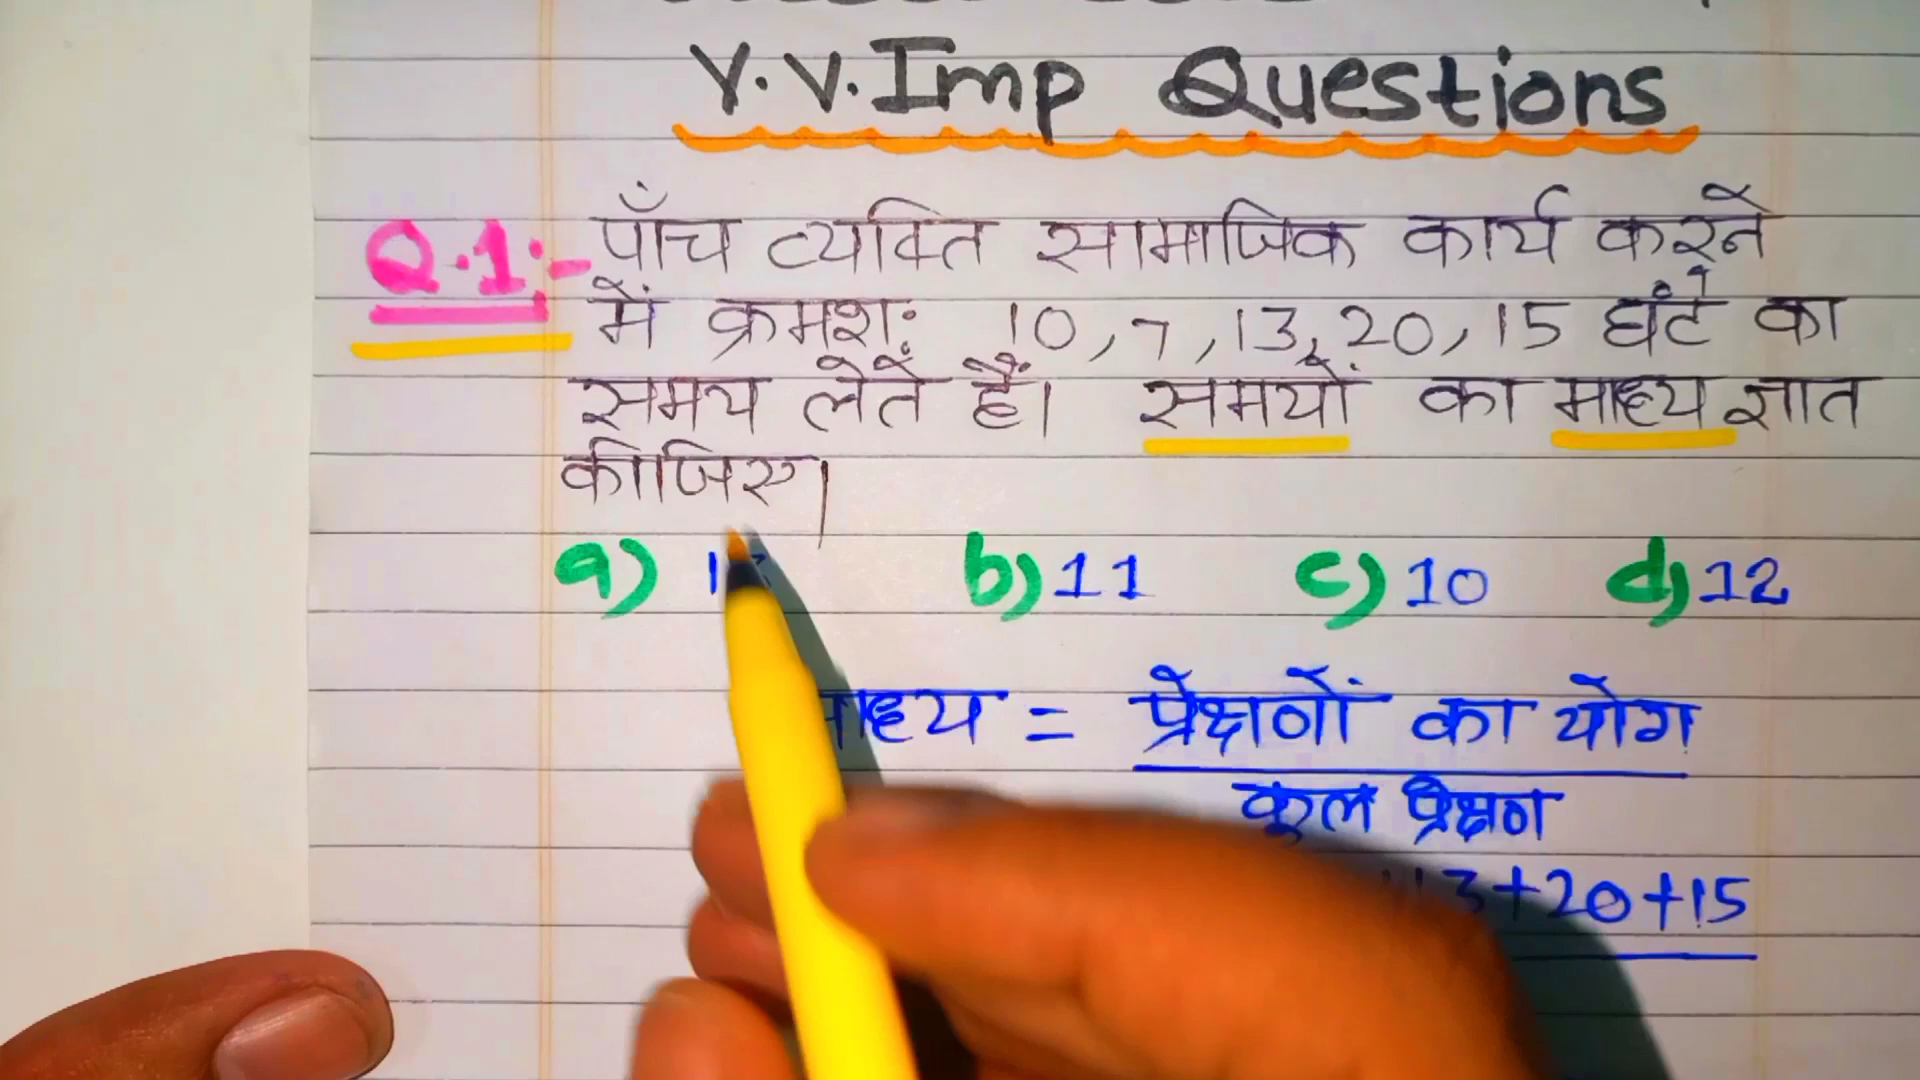 V.V.Imp Questions
Q.1:- पाँच व्यक्ति सामाजिक कार्य करने
में क्रमश: 10, 7, 13, 20, 15 घंटे का
समय लेतें हैं। समयों का माध्य ज्ञात
कीजिए।
a) b) 11 c) 10 d) 12
= प्रेक्षणों का योग
कुल प्रेक्षण
+20+15